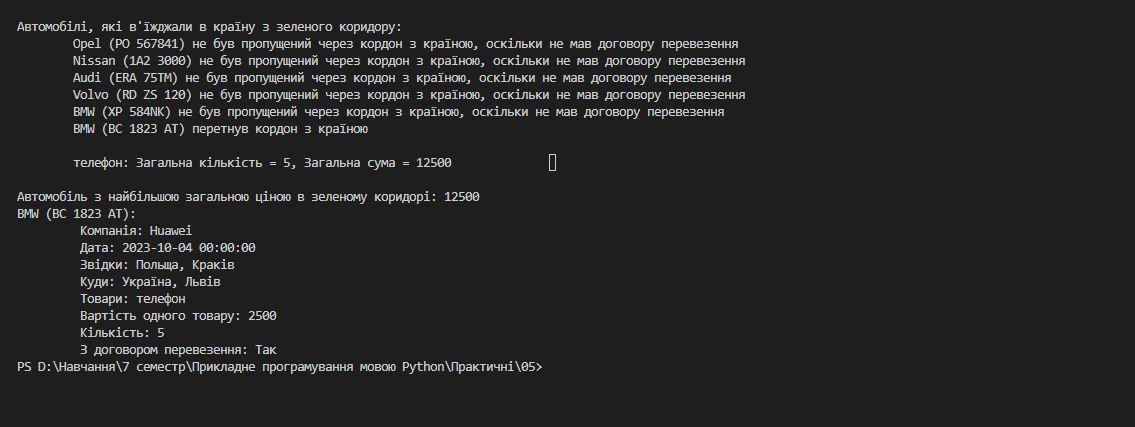 Автомобілі, які в'їжджали в країну з зеленого коридору:
Opel (PO 567841) не був пропущений через кордон з країною, оскільки не мав договору перевезення
Nissan (1A2 3000) не був пропущений через кордон з країною, оскільки не мав договору перевезення
Audi (ERA 75TM) не був пропущений через кордон з країною, оскільки не мав договору перевезення
Volvo (RD ZS 120) не був пропущений через кордон з країною, оскільки не мав договору перевезення
BMW (XP 584NK) не був пропущений через кордон з країною, оскільки не мав договору перевезення
BMW (BC 1823 AT) перетнув кордон з країною
телефон: Загальна кількість = 5, Загальна сума = 12500
Автомобіль з найбільшою загальною ціною в зеленому коридорі: 12500
BMW (BC 1823 AT):
Компанія: Huawei
Дата: 2023-10-04 00:00:00
Звідки: Польща, Краків
Куди: Україна, Львів
Товари: телефон
Вартість одного товару: 2500
Кількість: 5
З договором перевезення: Так
PS D:\Навчання\7 семестр\Прикладне програмування мовою Python\Практичні\05>